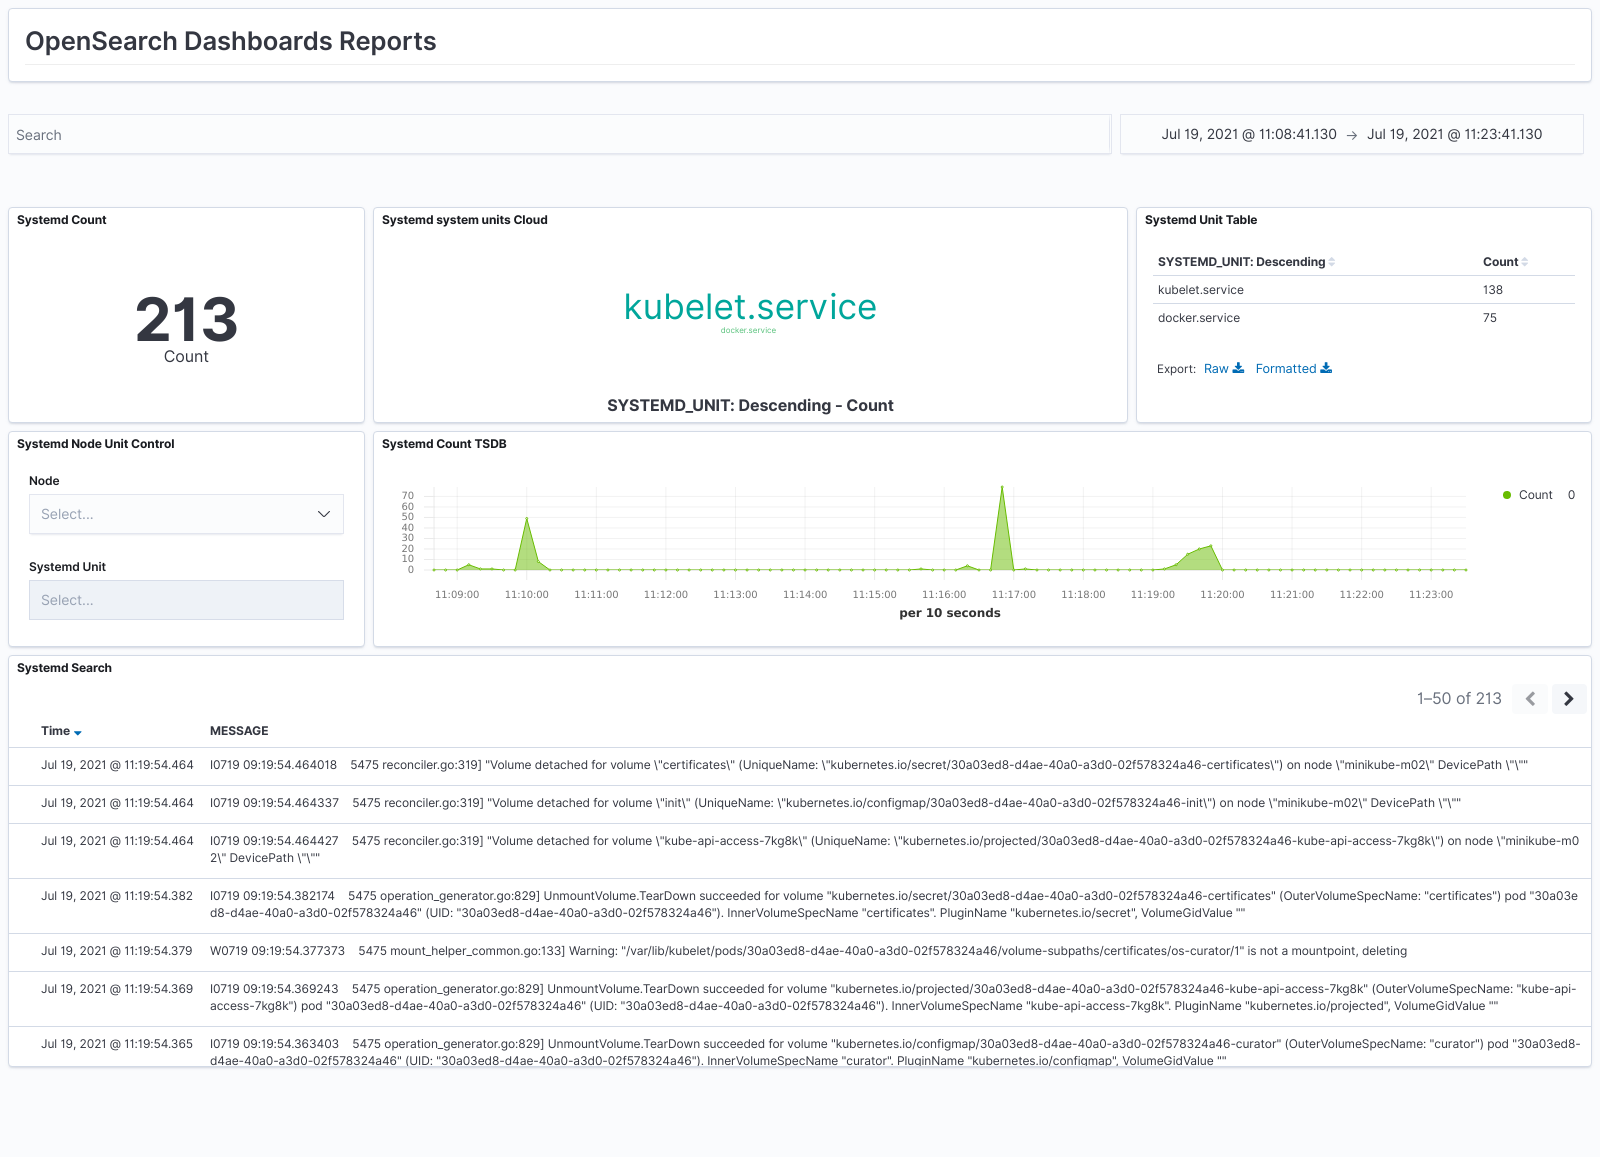 OpenSearch Dashboards Reports
Search
Jul 19, 2021 @ 11:08:41.130 → Jul 19, 2021 @ 11:23:41.130
Systemd Count
213
Count
Systemd system units Cloud
kubelet.service
docker.service
SYSTEMD_UNIT: Descending - Count
Systemd Unit Table
SYSTEMD_UNIT: Descending Count
kubelet.service 138
docker.service 75
Export: Raw Formatted
Systemd Node Unit Control
Node
Select...
Systemd Unit
Select...
Systemd Count TSDB
70
60
50
40
30
20
10
0
11:09:00 11:10:00 11:11:00 11:12:00 11:13:00 11:14:00 11:15:00 11:16:00 11:17:00 11:18:00 11:19:00 11:20:00 11:21:00 11:22:00 11:23:00
per 10 seconds
Count 0
Systemd Search
1–50 of 213
Time MESSAGE
Jul 19, 2021 @ 11:19:54.464 I0719 09:19:54.464018 5475 reconciler.go:319] "Volume detached for volume \"certificates\" (UniqueName: \"kubernetes.io/secret/30a03ed8-d4ae-40a0-a3d0-02f578324a46-certificates\") on node \"minikube-m02\" DevicePath \"\""
Jul 19, 2021 @ 11:19:54.464 I0719 09:19:54.464337 5475 reconciler.go:319] "Volume detached for volume \"init\" (UniqueName: \"kubernetes.io/configmap/30a03ed8-d4ae-40a0-a3d0-02f578324a46-init\") on node \"minikube-m02\" DevicePath \"\""
Jul 19, 2021 @ 11:19:54.464 I0719 09:19:54.464427 5475 reconciler.go:319] "Volume detached for volume \"kube-api-access-7kg8k\" (UniqueName: \"kubernetes.io/projected/30a03ed8-d4ae-40a0-a3d0-02f578324a46-kube-api-access-7kg8k\") on node \"minikube-m0
2\" DevicePath \"\""
Jul 19, 2021 @ 11:19:54.382 I0719 09:19:54.382174 5475 operation_generator.go:829] UnmountVolume.TearDown succeeded for volume "kubernetes.io/secret/30a03ed8-d4ae-40a0-a3d0-02f578324a46-certificates" (OuterVolumeSpecName: "certificates") pod "30a03e
d8-d4ae-40a0-a3d0-02f578324a46" (UID: "30a03ed8-d4ae-40a0-a3d0-02f578324a46"). InnerVolumeSpecName "certificates". PluginName "kubernetes.io/secret", VolumeGidValue ""
Jul 19, 2021 @ 11:19:54.379 W0719 09:19:54.377373 5475 mount_helper_common.go:133] Warning: "/var/lib/kubelet/pods/30a03ed8-d4ae-40a0-a3d0-02f578324a46/volume-subpaths/certificates/os-curator/1" is not a mountpoint, deleting
Jul 19, 2021 @ 11:19:54.369 I0719 09:19:54.369243 5475 operation_generator.go:829] UnmountVolume.TearDown succeeded for volume "kubernetes.io/projected/30a03ed8-d4ae-40a0-a3d0-02f578324a46-kube-api-access-7kg8k" (OuterVolumeSpecName: "kube-api-
access-7kg8k") pod "30a03ed8-d4ae-40a0-a3d0-02f578324a46" (UID: "30a03ed8-d4ae-40a0-a3d0-02f578324a46"). InnerVolumeSpecName "kube-api-access-7kg8k". PluginName "kubernetes.io/projected", VolumeGidValue ""
Jul 19, 2021 @ 11:19:54.365 I0719 09:19:54.363403 5475 operation_generator.go:829] UnmountVolume.TearDown succeeded for volume "kubernetes.io/configmap/30a03ed8-d4ae-40a0-a3d0-02f578324a46-curator" (OuterVolumeSpecName: "curator") pod "30a03ed8-
d4ae-40a0-a3d0-02f578324a46" (UID: "30a03ed8-d4ae-40a0-a3d0-02f578324a46"). InnerVolumeSpecName "curator". PluginName "kubernetes.io/configmap", VolumeGidValue ""